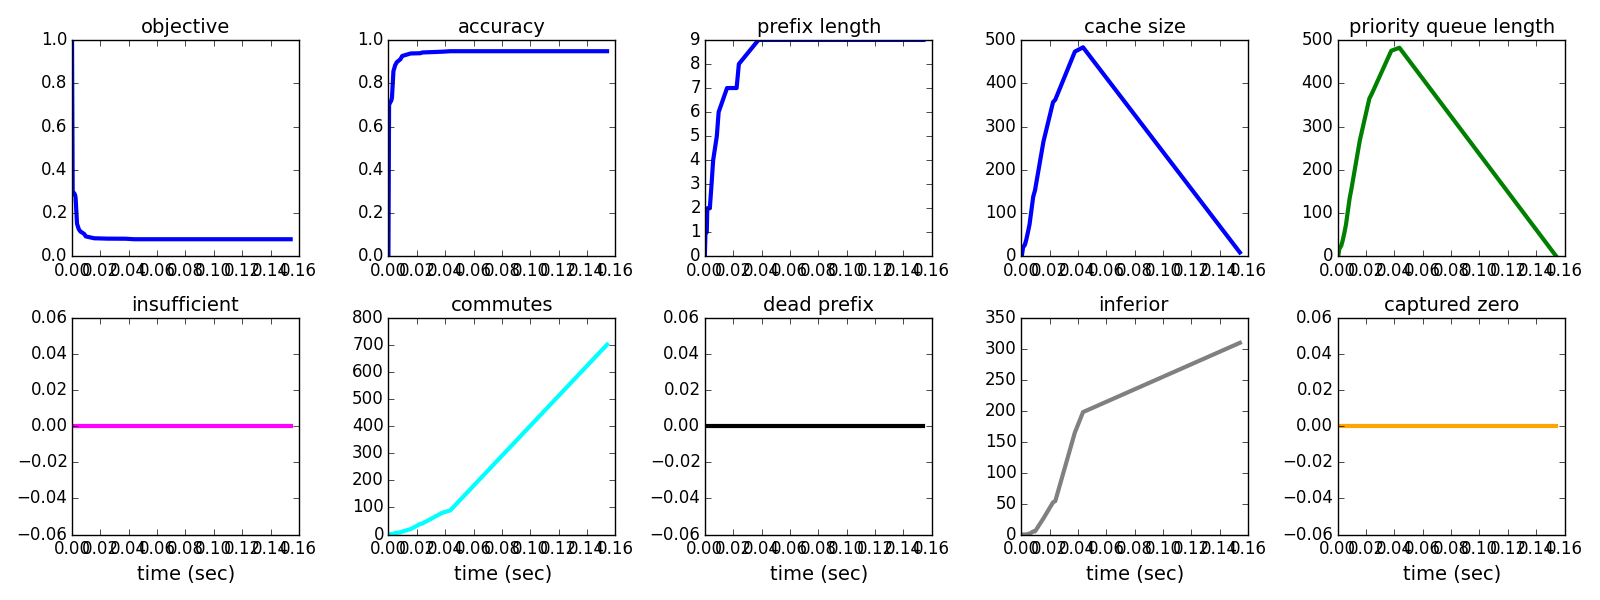 objective
1.0
0.8
0.6
0.4
0.2
0.0
0.00 0.02 0.04 0.06 0.08 0.10 0.12 0.14 0.16
accuracy
1.0
0.8
0.6
0.4
0.2
0.0
0.00 0.02 0.04 0.06 0.08 0.10 0.12 0.14 0.16
prefix length
9
8
7
6
5
4
3
2
1
0
0.00 0.02 0.04 0.06 0.08 0.10 0.12 0.14 0.16
cache size
500
400
300
200
100
0
0.00 0.02 0.04 0.06 0.08 0.10 0.12 0.14 0.16
priority queue length
500
400
300
200
100
0
0.00 0.02 0.04 0.06 0.08 0.10 0.12 0.14 0.16
insufficient
0.06
0.04
0.02
0.00
−0.02
−0.04
−0.06
0.00 0.02 0.04 0.06 0.08 0.10 0.12 0.14 0.16
time (sec)
commutes
800
700
600
500
400
300
200
100
0
0.00 0.02 0.04 0.06 0.08 0.10 0.12 0.14 0.16
time (sec)
dead prefix
0.06
0.04
0.02
0.00
−0.02
−0.04
−0.06
0.00 0.02 0.04 0.06 0.08 0.10 0.12 0.14 0.16
time (sec)
inferior
350
300
250
200
150
100
50
0
0.00 0.02 0.04 0.06 0.08 0.10 0.12 0.14 0.16
time (sec)
captured zero
0.06
0.04
0.02
0.00
−0.02
−0.04
−0.06
0.00 0.02 0.04 0.06 0.08 0.10 0.12 0.14 0.16
time (sec)